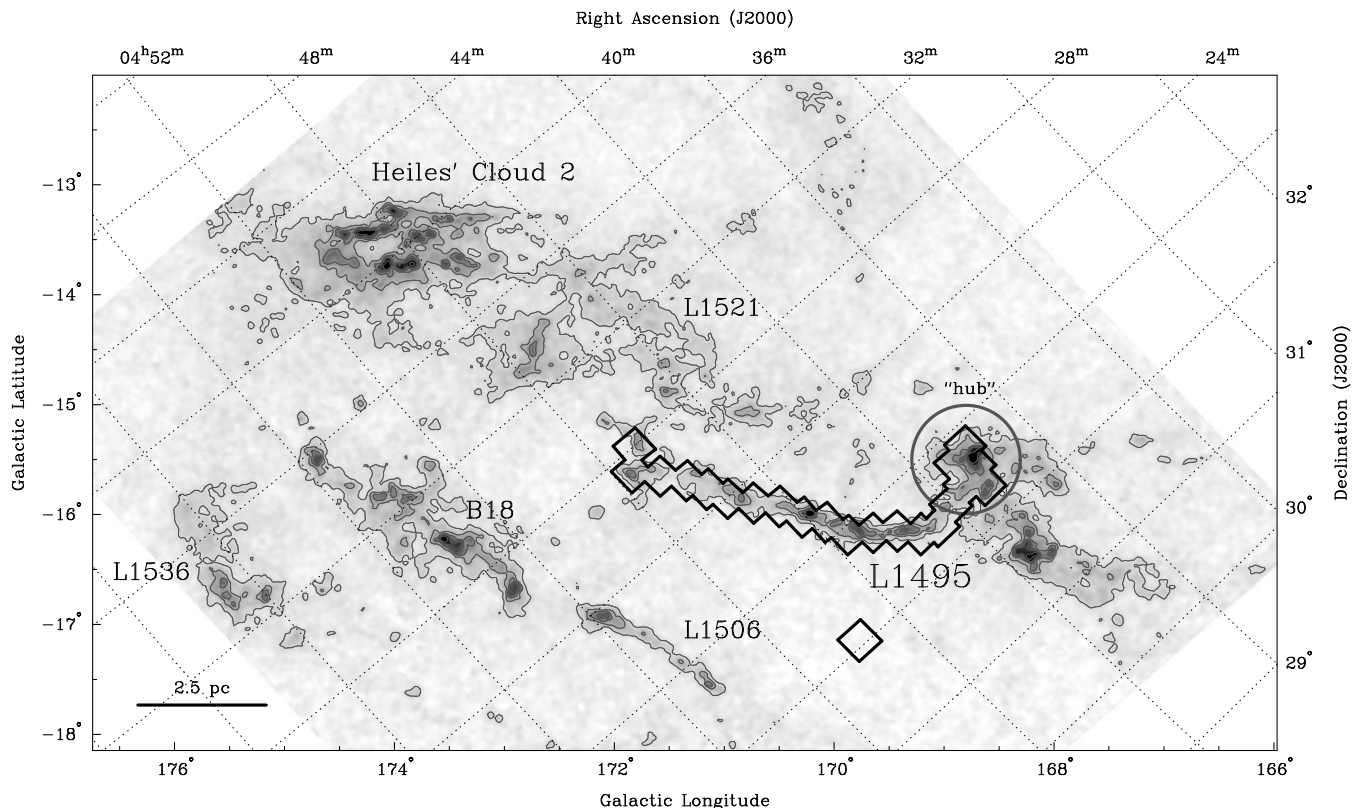 Right Ascension (J2000)
04ʰ52ᵐ 48ᵐ 44ᵐ 40ᵐ 36ᵐ 32ᵐ 28ᵐ 24ᵐ
Heiles' Cloud 2
−13°
32°
−14°
L1521
31°
Galactic Latitude
Declination (J2000)
−15°
"hub"
B18
30°
−16°
L1536
L1495
−17°
L1506
29°
2.5 pc
−18°
176° 174° 172° 170° 168° 166°
Galactic Longitude